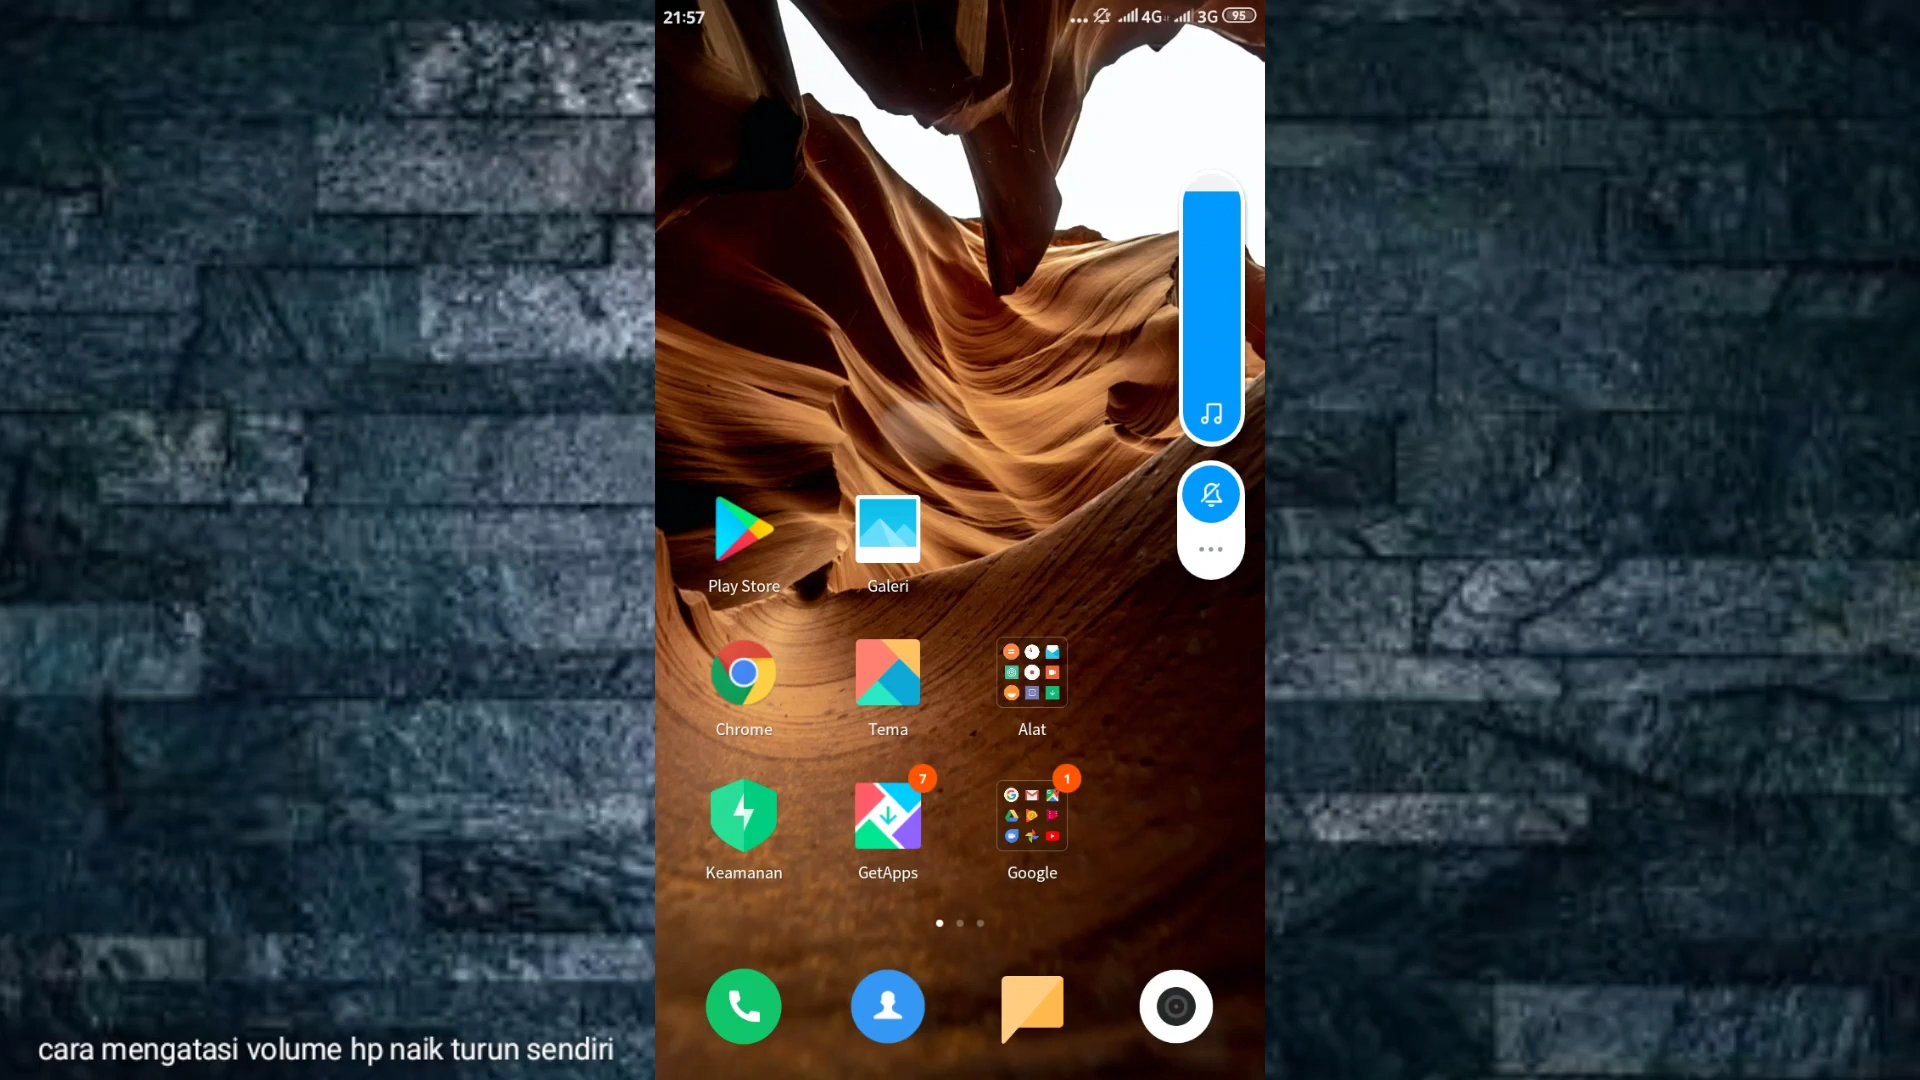 21:57
4G 3G 95
Play Store Galeri
Chrome Tema Alat
7 1
Keamanan GetApps Google
cara mengatasi volume hp naik turun sendiri